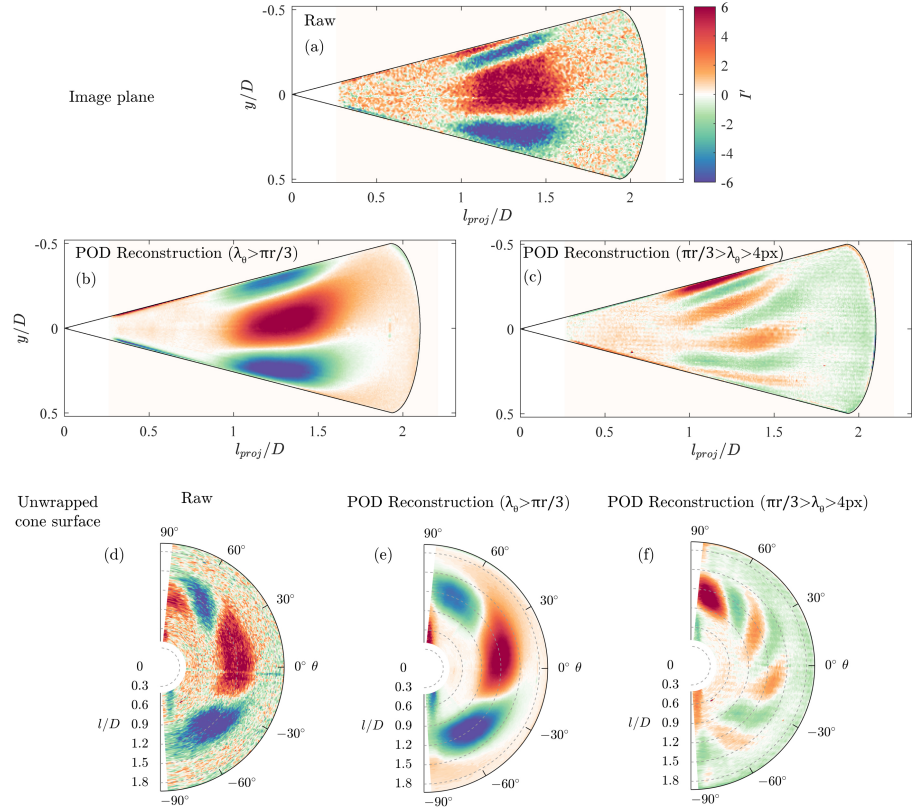 Raw
(a)
Image plane
-0.5
0
0.5
y/D
0
0.5
1
1.5
2
l_proj/D
6
4
2
0
-2
-4
-6
I'
POD Reconstruction (λ_θ>πr/3)
(b)
-0.5
0
0.5
y/D
0
0.5
1
1.5
2
l_proj/D
POD Reconstruction (πr/3>λ_θ>4px)
(c)
-0.5
0
0.5
0
0.5
1
1.5
2
l_proj/D
Unwrapped
cone surface
Raw
(d)
90°
60°
30°
0° θ
-30°
-60°
-90°
0
0.3
0.6
0.9
1.2
1.5
1.8
l/D
POD Reconstruction (λ_θ>πr/3)
(e)
90°
60°
30°
0° θ
-30°
-60°
-90°
0
0.3
0.6
0.9
1.2
1.5
1.8
l/D
POD Reconstruction (πr/3>λ_θ>4px)
(f)
90°
60°
30°
0° θ
-30°
-60°
-90°
0
0.3
0.6
0.9
1.2
1.5
1.8
l/D